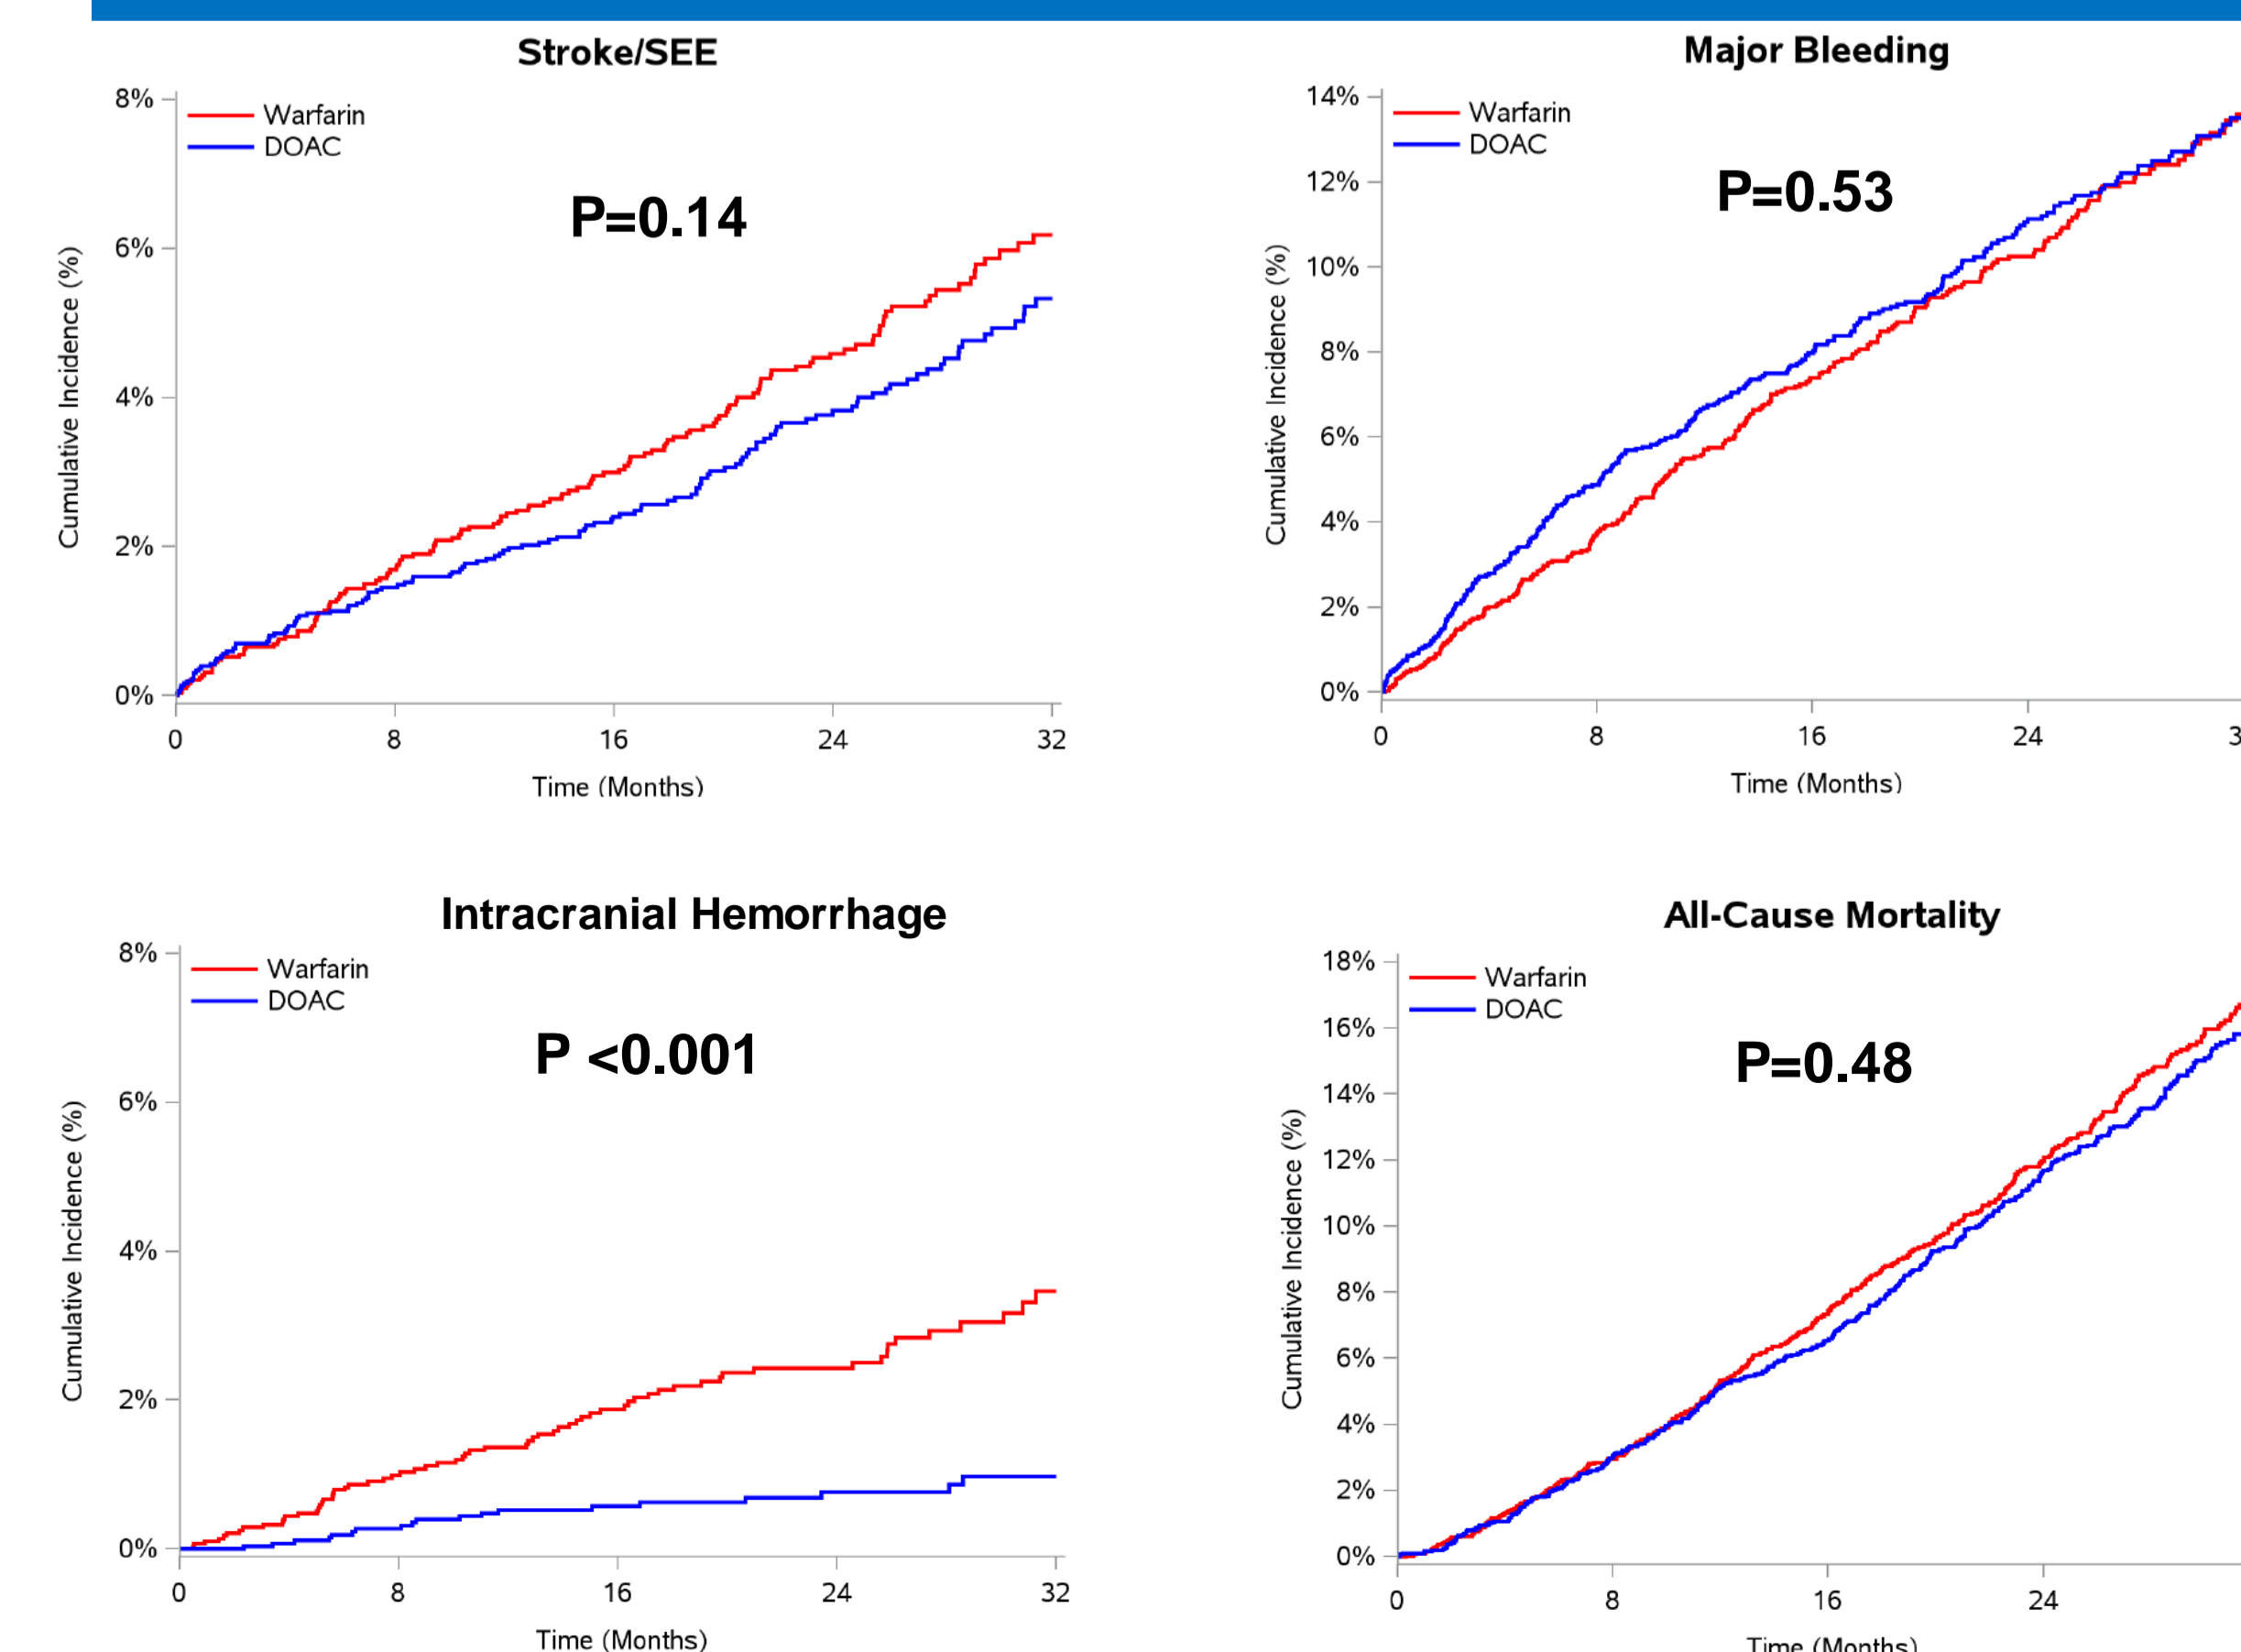 Stroke/SEE
8%
6%
4%
2%
0%
Cumulative Incidence (%)
Warfarin
DOAC
P=0.14
0 8 16 24 32
Time (Months)
Major Bleeding
14%
12%
10%
8%
6%
4%
2%
0%
Cumulative Incidence (%)
Warfarin
DOAC
P=0.53
0 8 16 24
Time (Months)
Intracranial Hemorrhage
8%
6%
4%
2%
0%
Cumulative Incidence (%)
Warfarin
DOAC
P <0.001
0 8 16 24 32
Time (Months)
All-Cause Mortality
18%
16%
14%
12%
10%
8%
6%
4%
2%
0%
Cumulative Incidence (%)
Warfarin
DOAC
P=0.48
0 8 16 24
Time (Months)